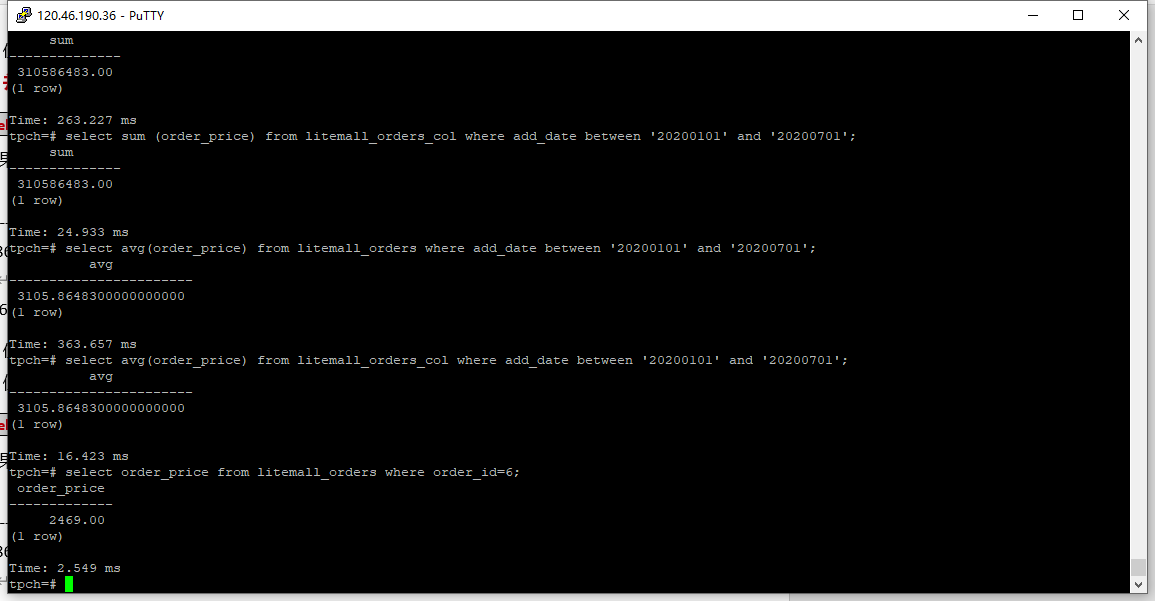 120.46.190.36 - PuTTY
sum
--------------
310586483.00
(1 row)
Time: 263.227 ms
tpch=# select sum (order_price) from litemall_orders_col where add_date between '20200101' and '20200701';
sum
--------------
310586483.00
(1 row)
Time: 24.933 ms
tpch=# select avg(order_price) from litemall_orders where add_date between '20200101' and '20200701';
avg
-----------------------
3105.8648300000000000
(1 row)
Time: 363.657 ms
tpch=# select avg(order_price) from litemall_orders_col where add_date between '20200101' and '20200701';
avg
-----------------------
3105.8648300000000000
(1 row)
Time: 16.423 ms
tpch=# select order_price from litemall_orders where order_id=6;
order_price
-------------
2469.00
(1 row)
Time: 2.549 ms
tpch=#